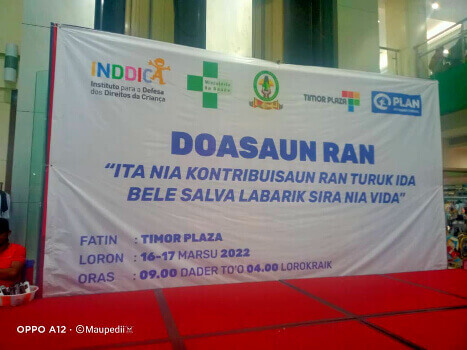 INDDICA
Instituto para a Defesa
dos Direitos da Criança
Ministério
da Saúde
TIMOR PLAZA
PLAN
DOASAUN RAN
"ITA NIA KONTRIBUISAUN RAN TURUK IDA
BELE SALVA LABARIK SIRA NIA VIDA"
FATIN : TIMOR PLAZA
LORON : 16-17 MARSU 2022
ORAS : 09.00 DADER TO'O 04.00 LOROKRAIK
OPPO A12 · ©Maupedii